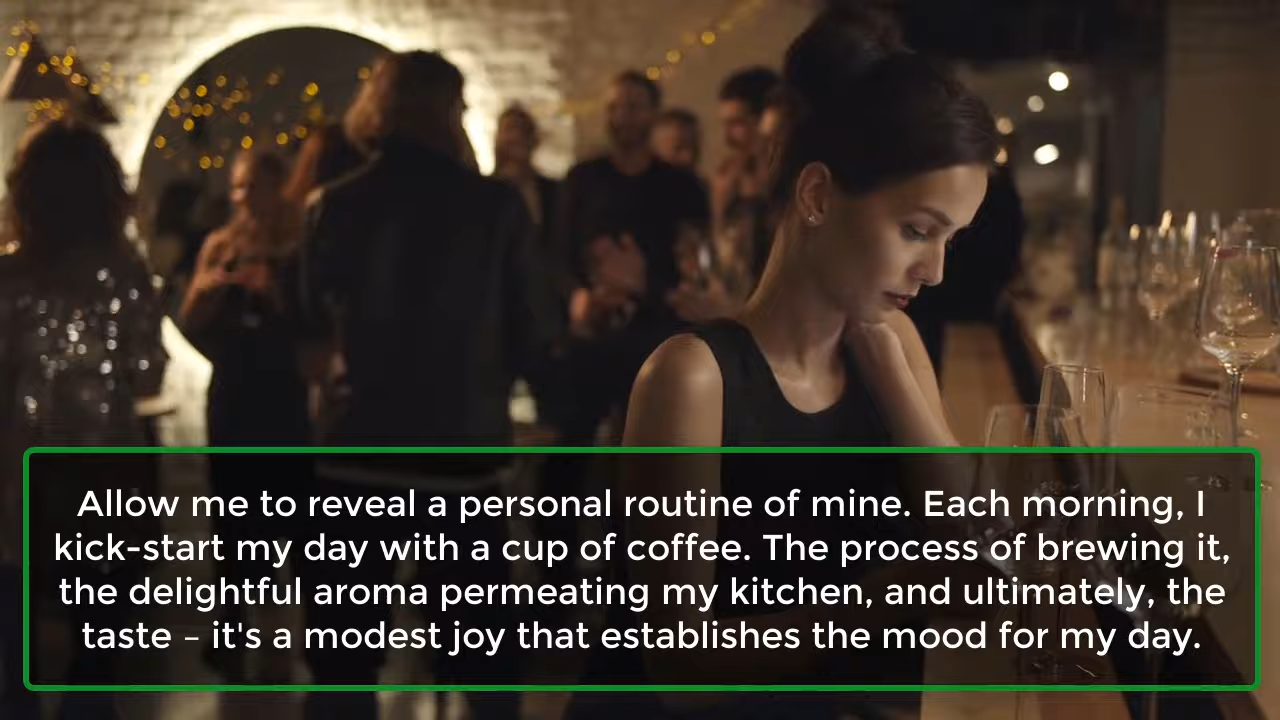 Allow me to reveal a personal routine of mine. Each morning, I
kick-start my day with a cup of coffee. The process of brewing it,
the delightful aroma permeating my kitchen, and ultimately, the
taste – it's a modest joy that establishes the mood for my day.